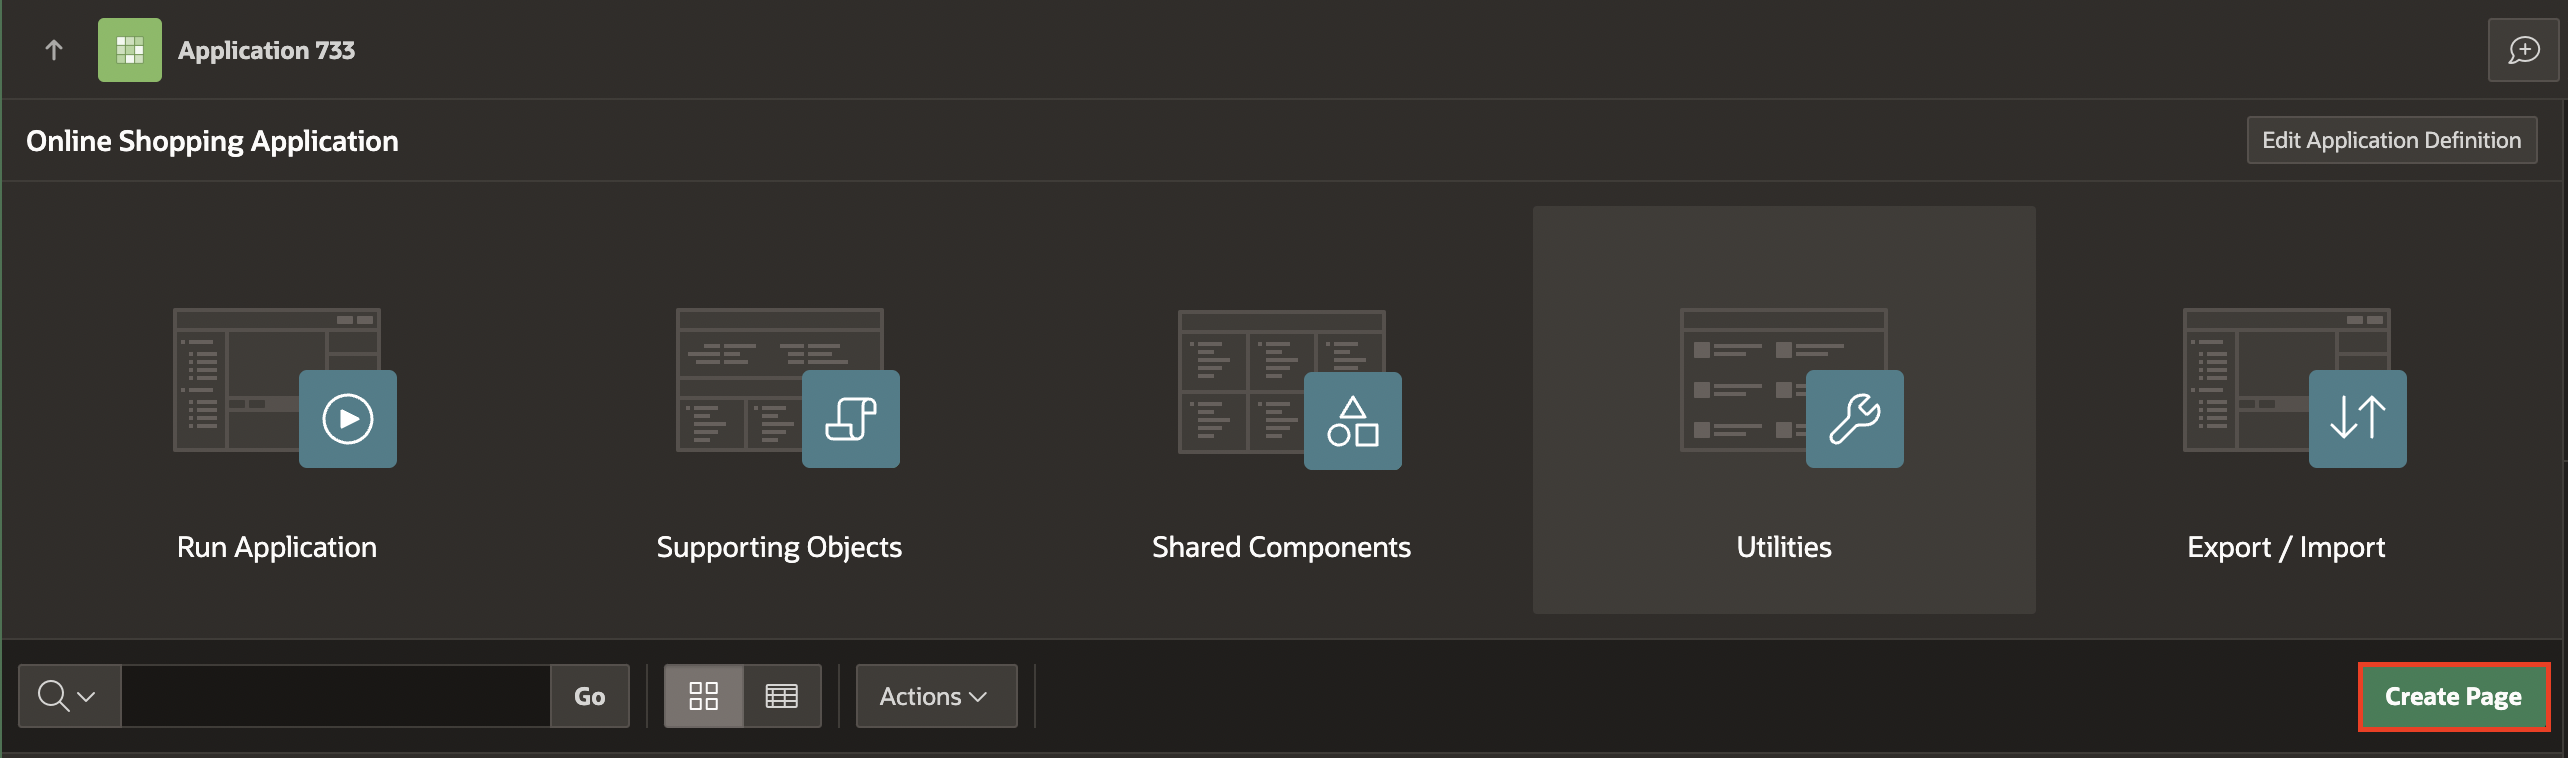 Application 733
Online Shopping Application
Edit Application Definition
Run Application
Supporting Objects
Shared Components
Utilities
Export / Import
Go
Actions
Create Page